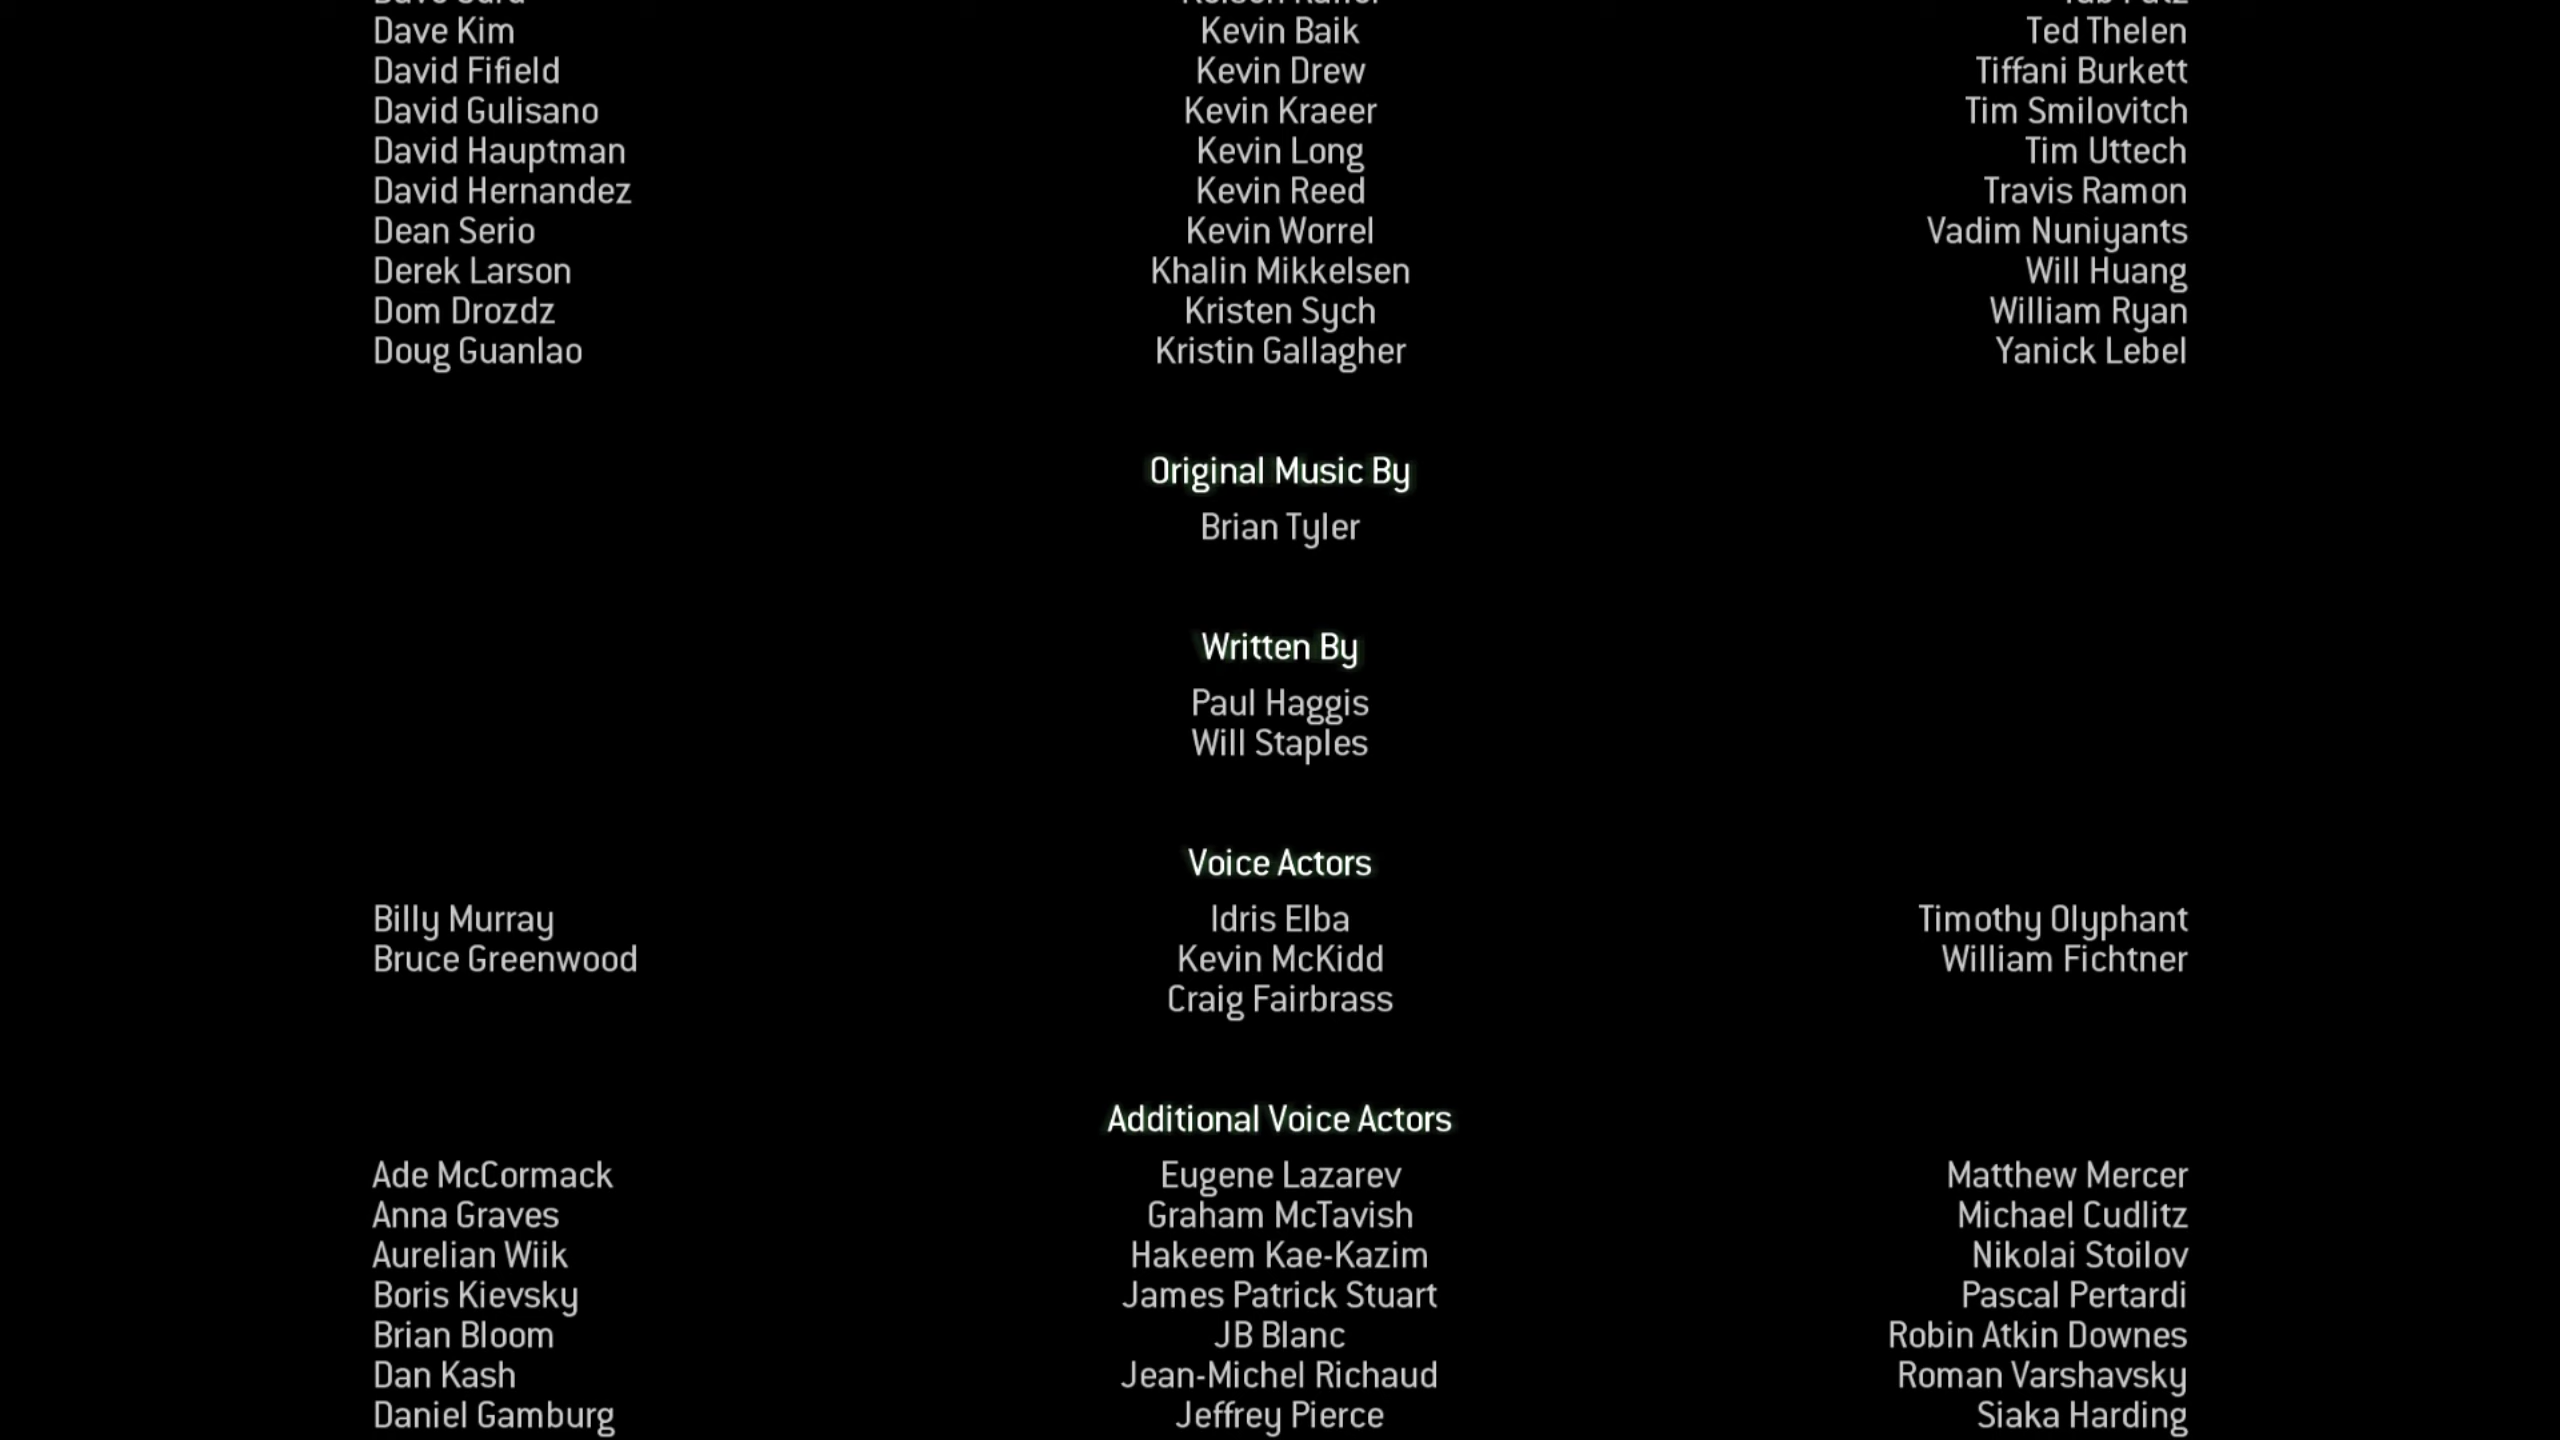 Dave Kim Kevin Baik Ted Thelen
David Fifield Kevin Drew Tiffani Burkett
David Gulisano Kevin Kraeer Tim Smilovitch
David Hauptman Kevin Long Tim Uttech
David Hernandez Kevin Reed Travis Ramon
Dean Serio Kevin Worrel Vadim Nuniyants
Derek Larson Khalin Mikkelsen Will Huang
Dom Drozdz Kristen Sych William Ryan
Doug Guanlao Kristin Gallagher Yanick Lebel
Original Music By
Brian Tyler
Written By
Paul Haggis
Will Staples
Voice Actors
Billy Murray Idris Elba Timothy Olyphant
Bruce Greenwood Kevin McKidd William Fichtner
Craig Fairbrass
Additional Voice Actors
Ade McCormack Eugene Lazarev Matthew Mercer
Anna Graves Graham McTavish Michael Cudlitz
Aurelian Wiik Hakeem Kae-Kazim Nikolai Stoilov
Boris Kievsky James Patrick Stuart Pascal Pertardi
Brian Bloom JB Blanc Robin Atkin Downes
Dan Kash Jean-Michel Richaud Roman Varshavsky
Daniel Gamburg Jeffrey Pierce Siaka Harding